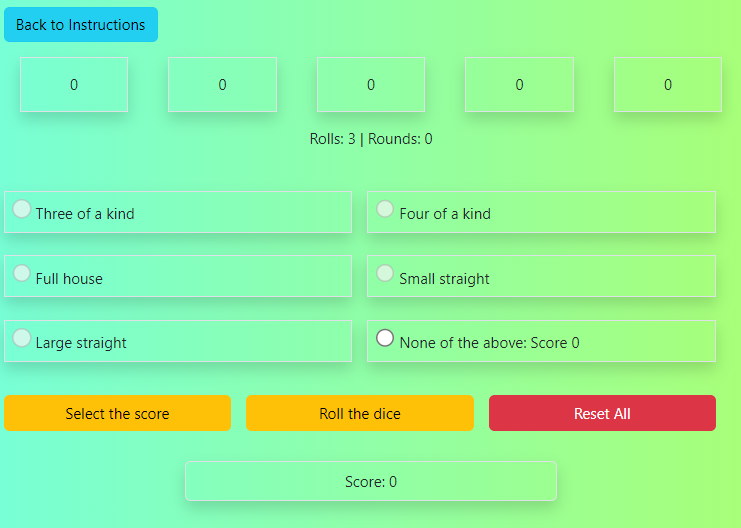 Back to Instructions
0 0 0 0 0
Rolls: 3 | Rounds: 0
Three of a kind Four of a kind
Full house Small straight
Large straight None of the above: Score 0
Select the score Roll the dice Reset All
Score: 0